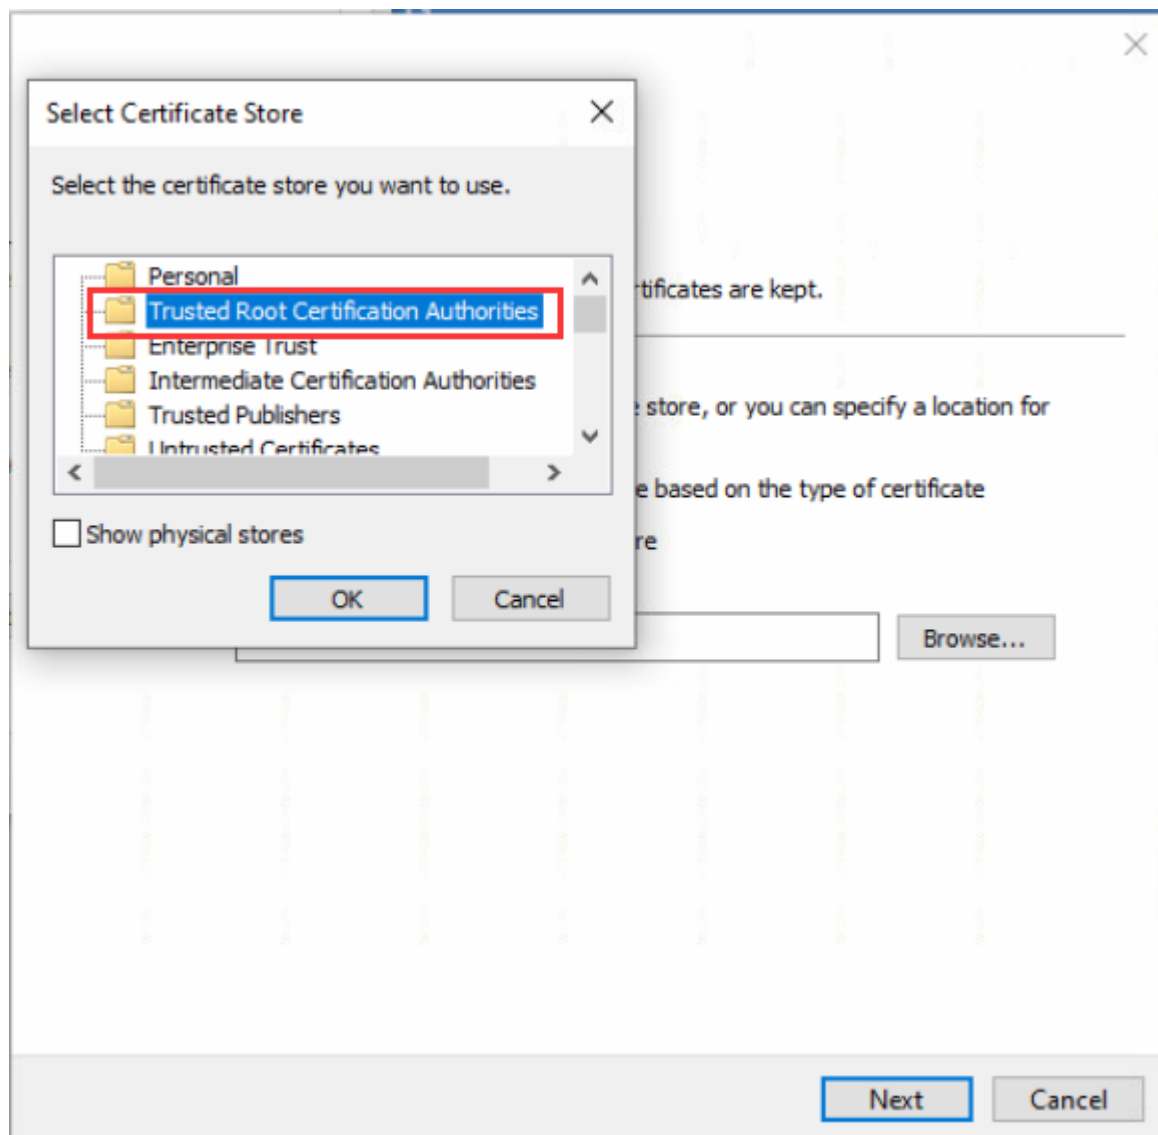 Select Certificate Store
Select the certificate store you want to use.
Personal
Trusted Root Certification Authorities
Enterprise Trust
Intermediate Certification Authorities
Trusted Publishers
Untrusted Certificates
Show physical stores
OK Cancel
tificates are kept.
store, or you can specify a location for
e based on the type of certificate
re
Browse...
Next Cancel